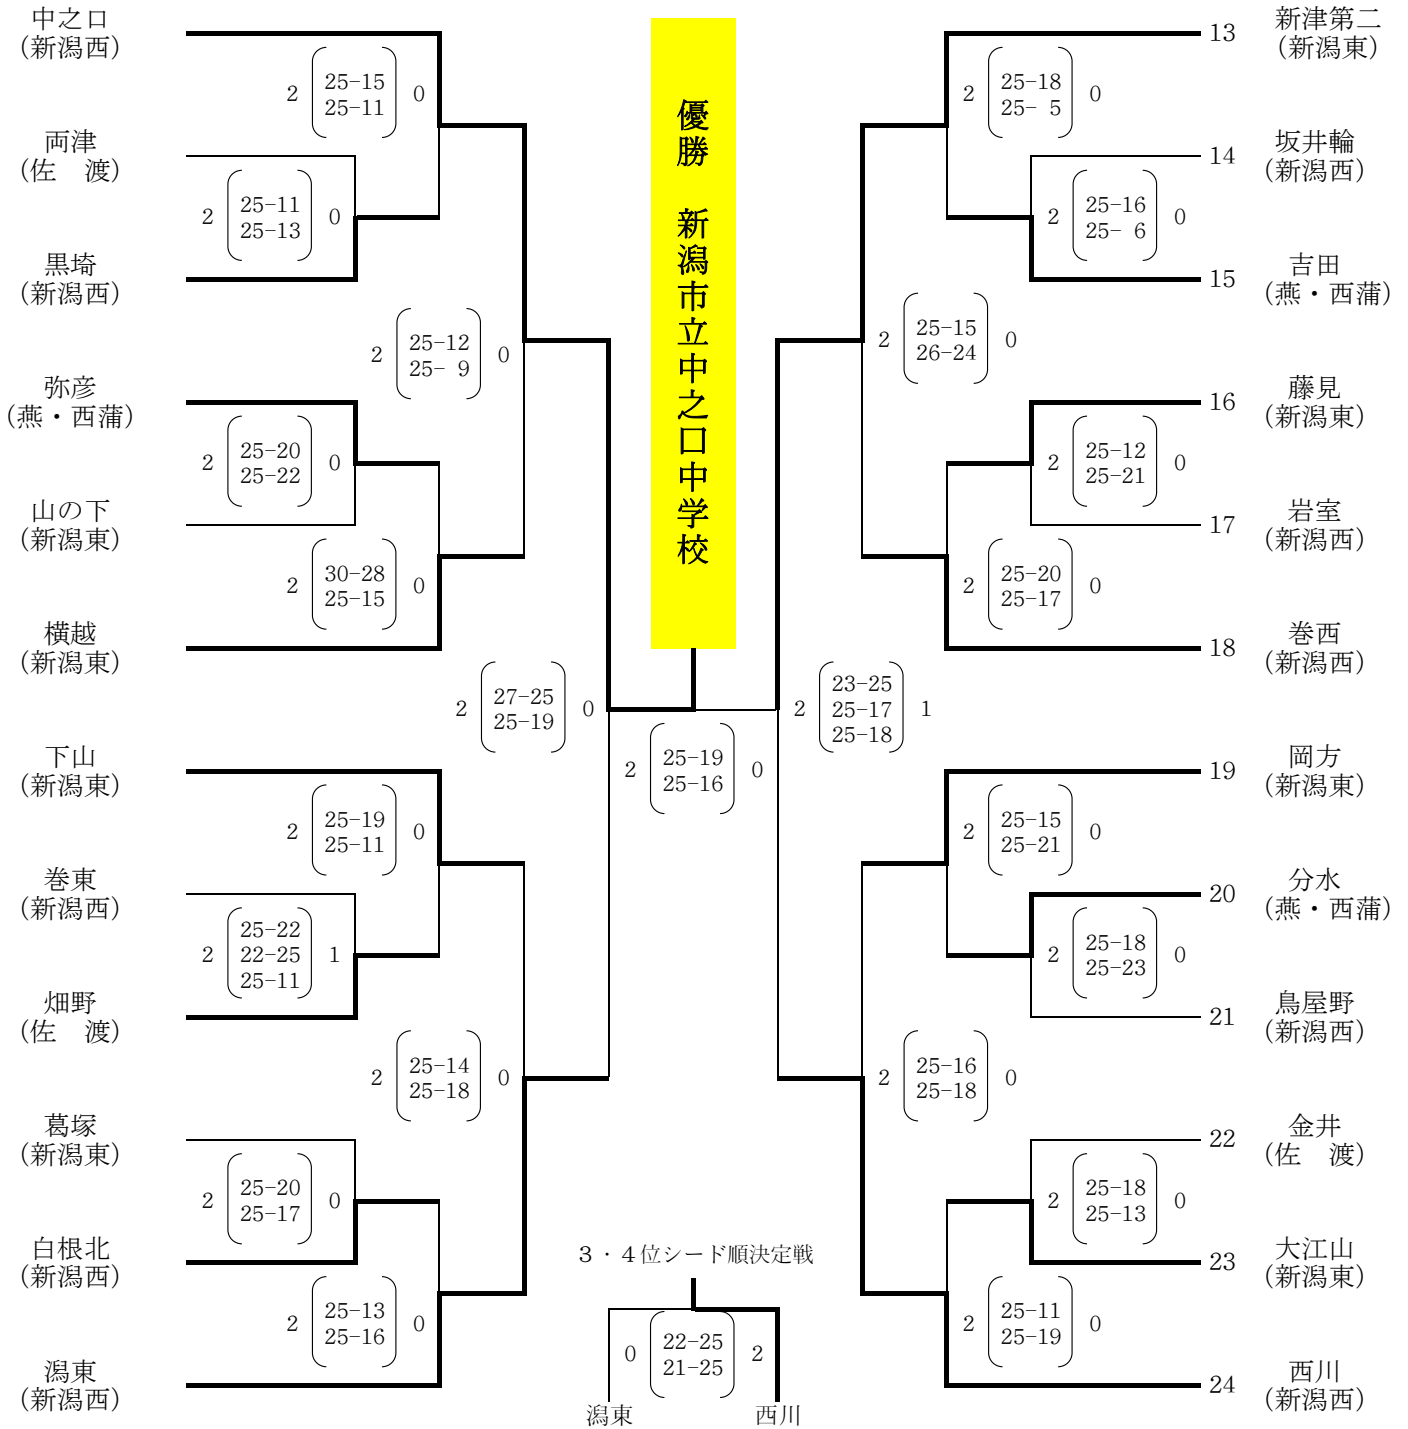 中之口
(新潟西)
2 25-15 0
25-11
両津
(佐　渡)
2 25-11 0
25-13
黒埼
(新潟西)
2 25-12 0
25- 9
弥彦
(燕・西蒲)
2 25-20 0
25-22
山の下
(新潟東)
2 30-28 0
25-15
横越
(新潟東)
2 27-25 0
25-19
下山
(新潟東)
2 25-19 0
25-11
巻東
(新潟西)
25-22
2 22-25 1
25-11
畑野
(佐　渡)
2 25-14 0
25-18
葛塚
(新潟東)
2 25-20 0
25-17
白根北
(新潟西)
2 25-13 0
25-16
潟東
(新潟西)
優勝　新潟市立中之口中学校
2 25-19 0
25-16
3・4位シード順決定戦
0 22-25 2
21-25
潟東 西川
13 新津第二
(新潟東)
2 25-18 0
25- 5
14 坂井輪
(新潟西)
2 25-16 0
25- 6
15 吉田
(燕・西蒲)
2 25-15 0
26-24
16 藤見
(新潟東)
2 25-12 0
25-21
17 岩室
(新潟西)
2 25-20 0
25-17
18 巻西
(新潟西)
23-25
2 25-17 1
25-18
19 岡方
(新潟東)
2 25-15 0
25-21
20 分水
(燕・西蒲)
2 25-18 0
25-23
21 鳥屋野
(新潟西)
2 25-16 0
25-18
22 金井
(佐　渡)
2 25-18 0
25-13
23 大江山
(新潟東)
2 25-11 0
25-19
24 西川
(新潟西)